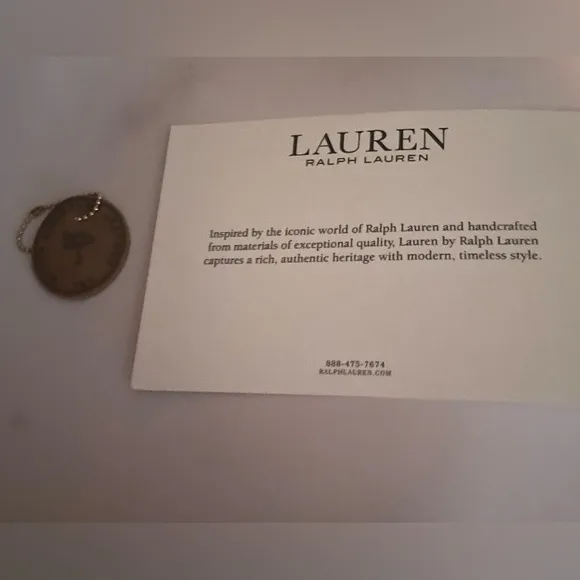 LAUREN
RALPH LAUREN
Inspired by the iconic world of Ralph Lauren and handcrafted
from materials of exceptional quality, Lauren by Ralph Lauren
captures a rich, authentic heritage with modern, timeless style.
888-475-7674
RALPHLAUREN.COM